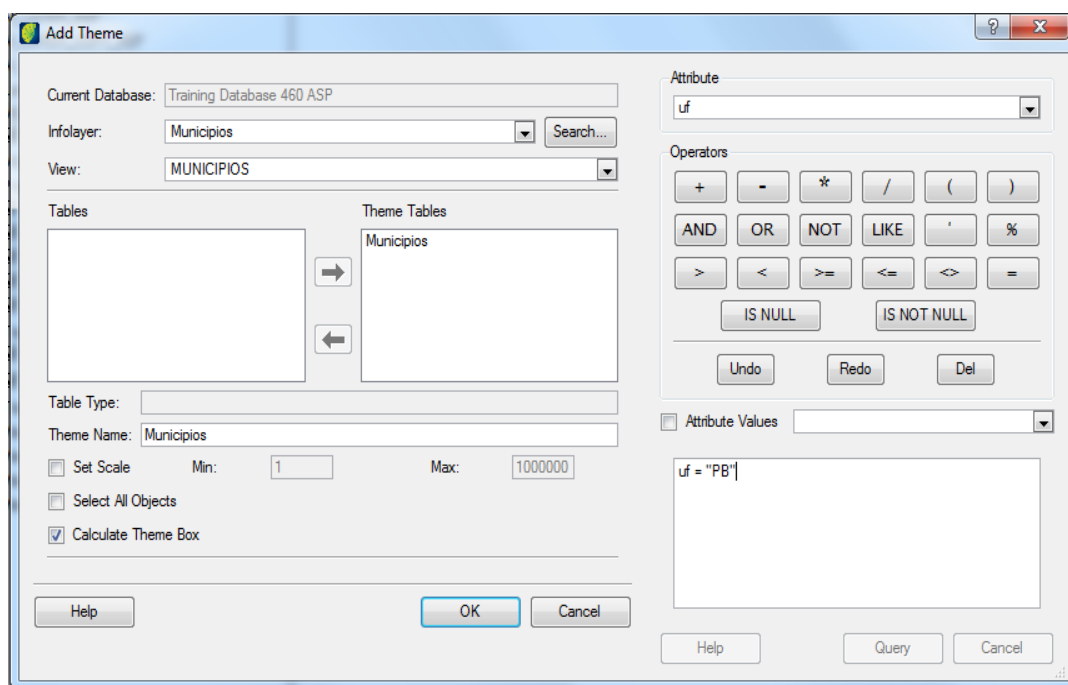 Add Theme
?
X
Current Database: Training Database 460 ASP
Infolayer: Municipios Search...
View: MUNICIPIOS
Tables Theme Tables
Municipios
Table Type:
Theme Name: Municipios
Set Scale Min: 1 Max: 1000000
Select All Objects
Calculate Theme Box
Help OK Cancel
Attribute
uf
Operators
+ - * / ( )
AND OR NOT LIKE ' %
> < >= <= <> =
IS NULL IS NOT NULL
Undo Redo Del
Attribute Values
uf = "PB"
Help Query Cancel